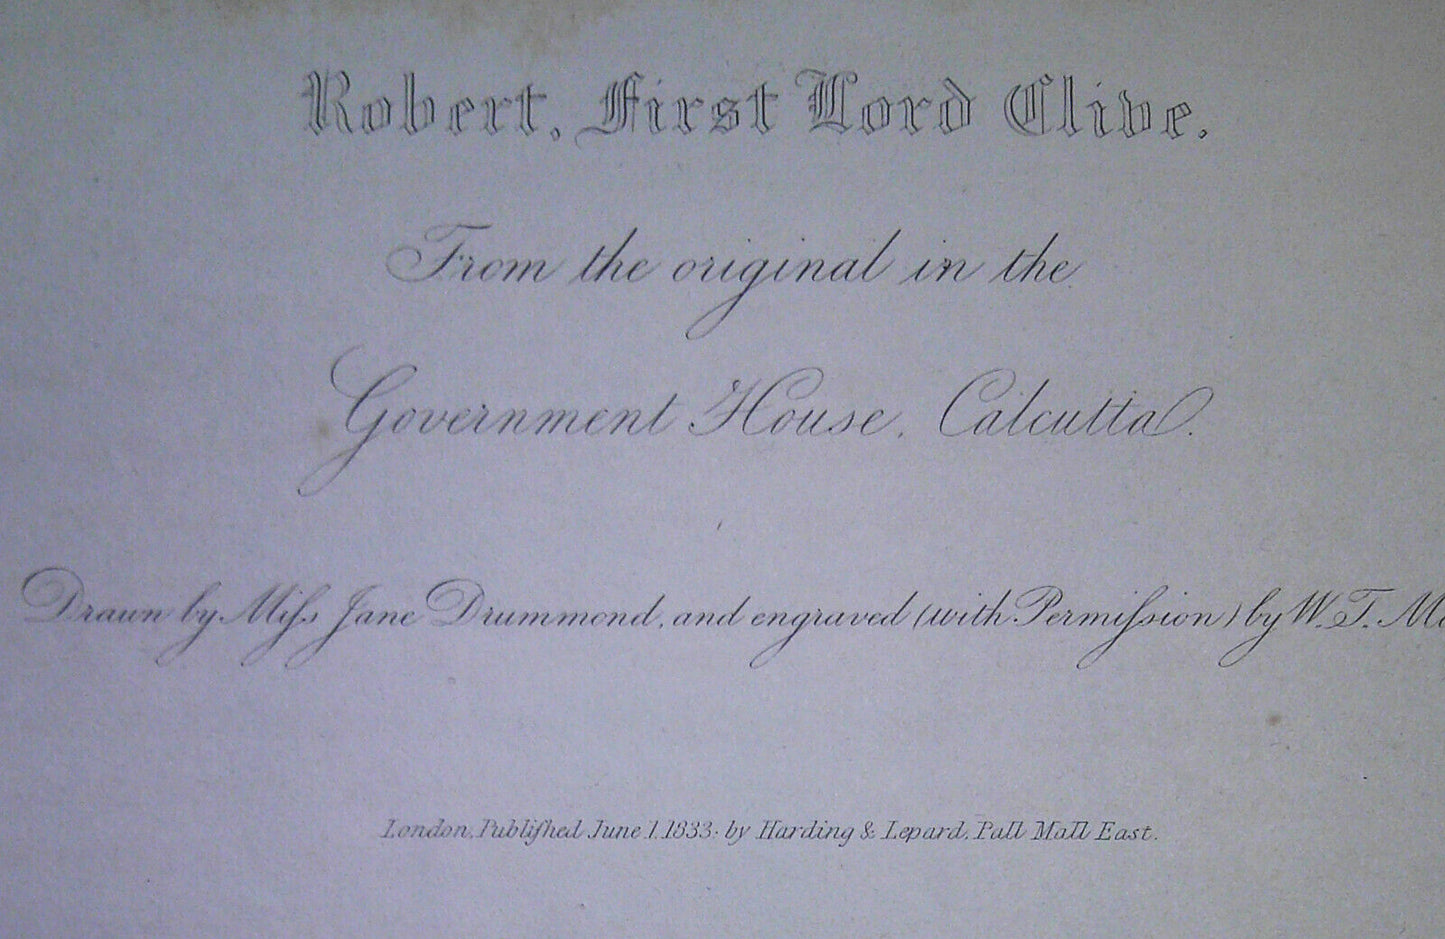 Robert, First Lord Clive.
From the original in the
Government House, Calcutta.
Drawn by Miſs Jane Drummond, and engraved (with Permiſsion) by W. T. Mo
London, Publiſhed June 1. 1833. by Harding & Lepard, Pall Mall East.